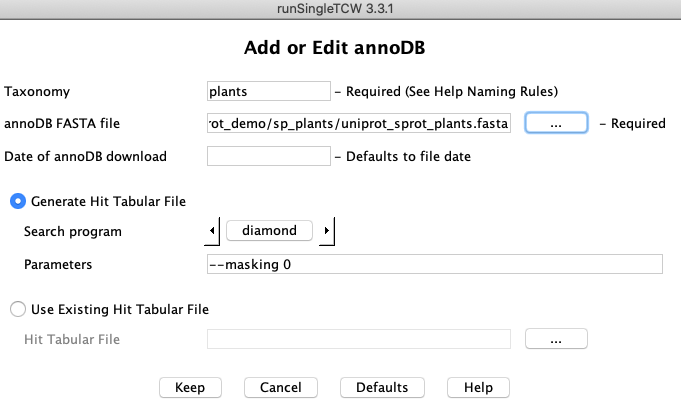 runSingleTCW 3.3.1
Add or Edit annoDB
Taxonomy plants – Required (See Help Naming Rules)
annoDB FASTA file rot_demo/sp_plants/uniprot_sprot_plants.fasta ... – Required
Date of annoDB download – Defaults to file date
Generate Hit Tabular File
Search program diamond
Parameters --masking 0
Use Existing Hit Tabular File
Hit Tabular File ...
Keep Cancel Defaults Help